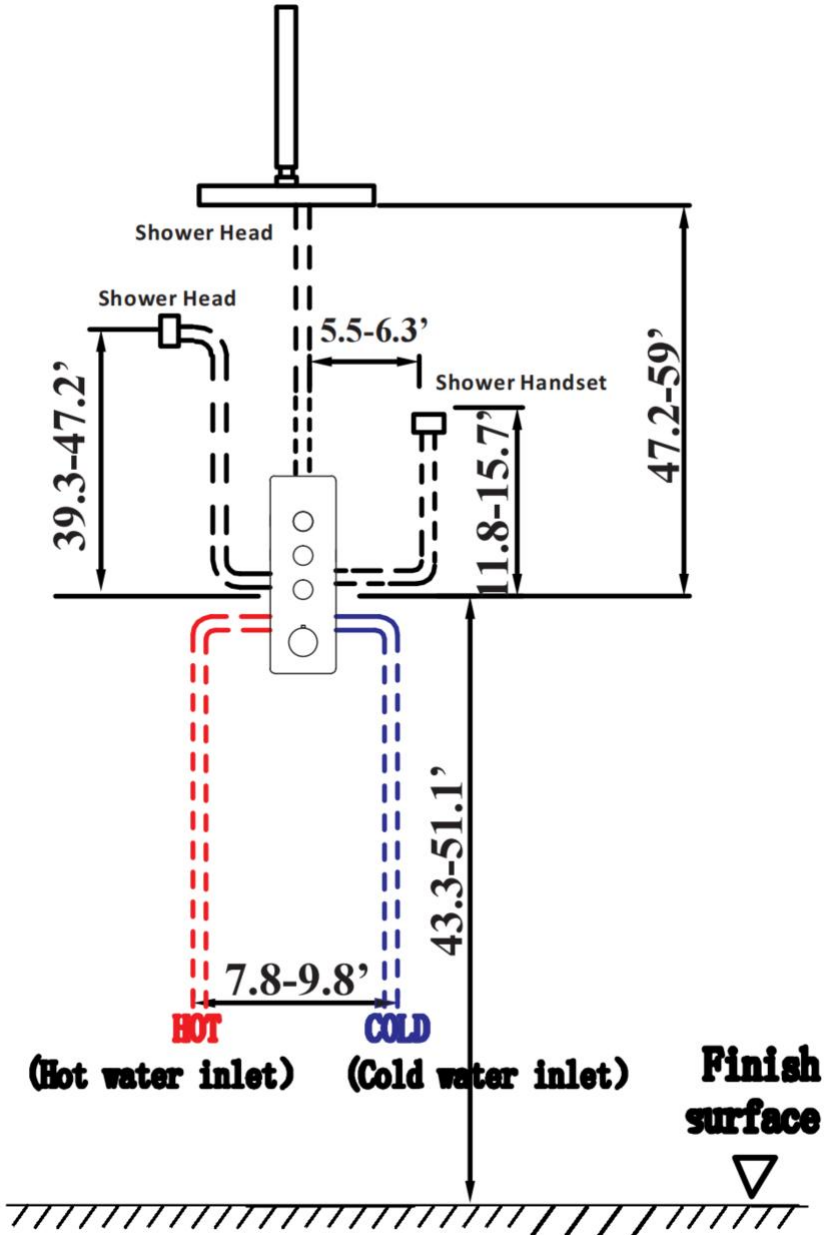 Shower Head
Shower Head
5.5-6.3’
Shower Handset
39.3-47.2’
11.8-15.7’
47.2-59’
43.3-51.1’
7.8-9.8’
HOT
COLD
(Hot water inlet)
(Cold water inlet)
Finish
surface